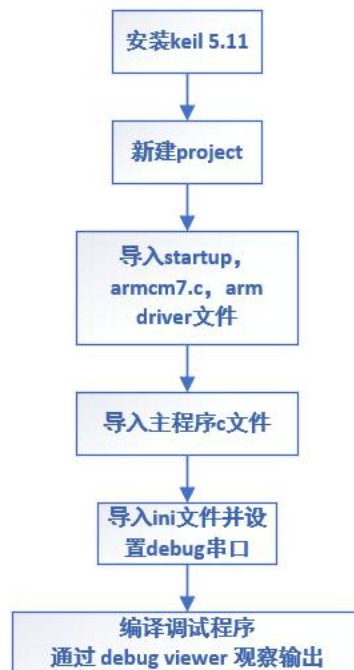 安装keil 5.11
新建project
导入startup，
armcm7.c，arm
driver文件
导入主程序c文件
导入ini文件并设
置debug串口
编译调试程序
通过 debug viewer 观察输出